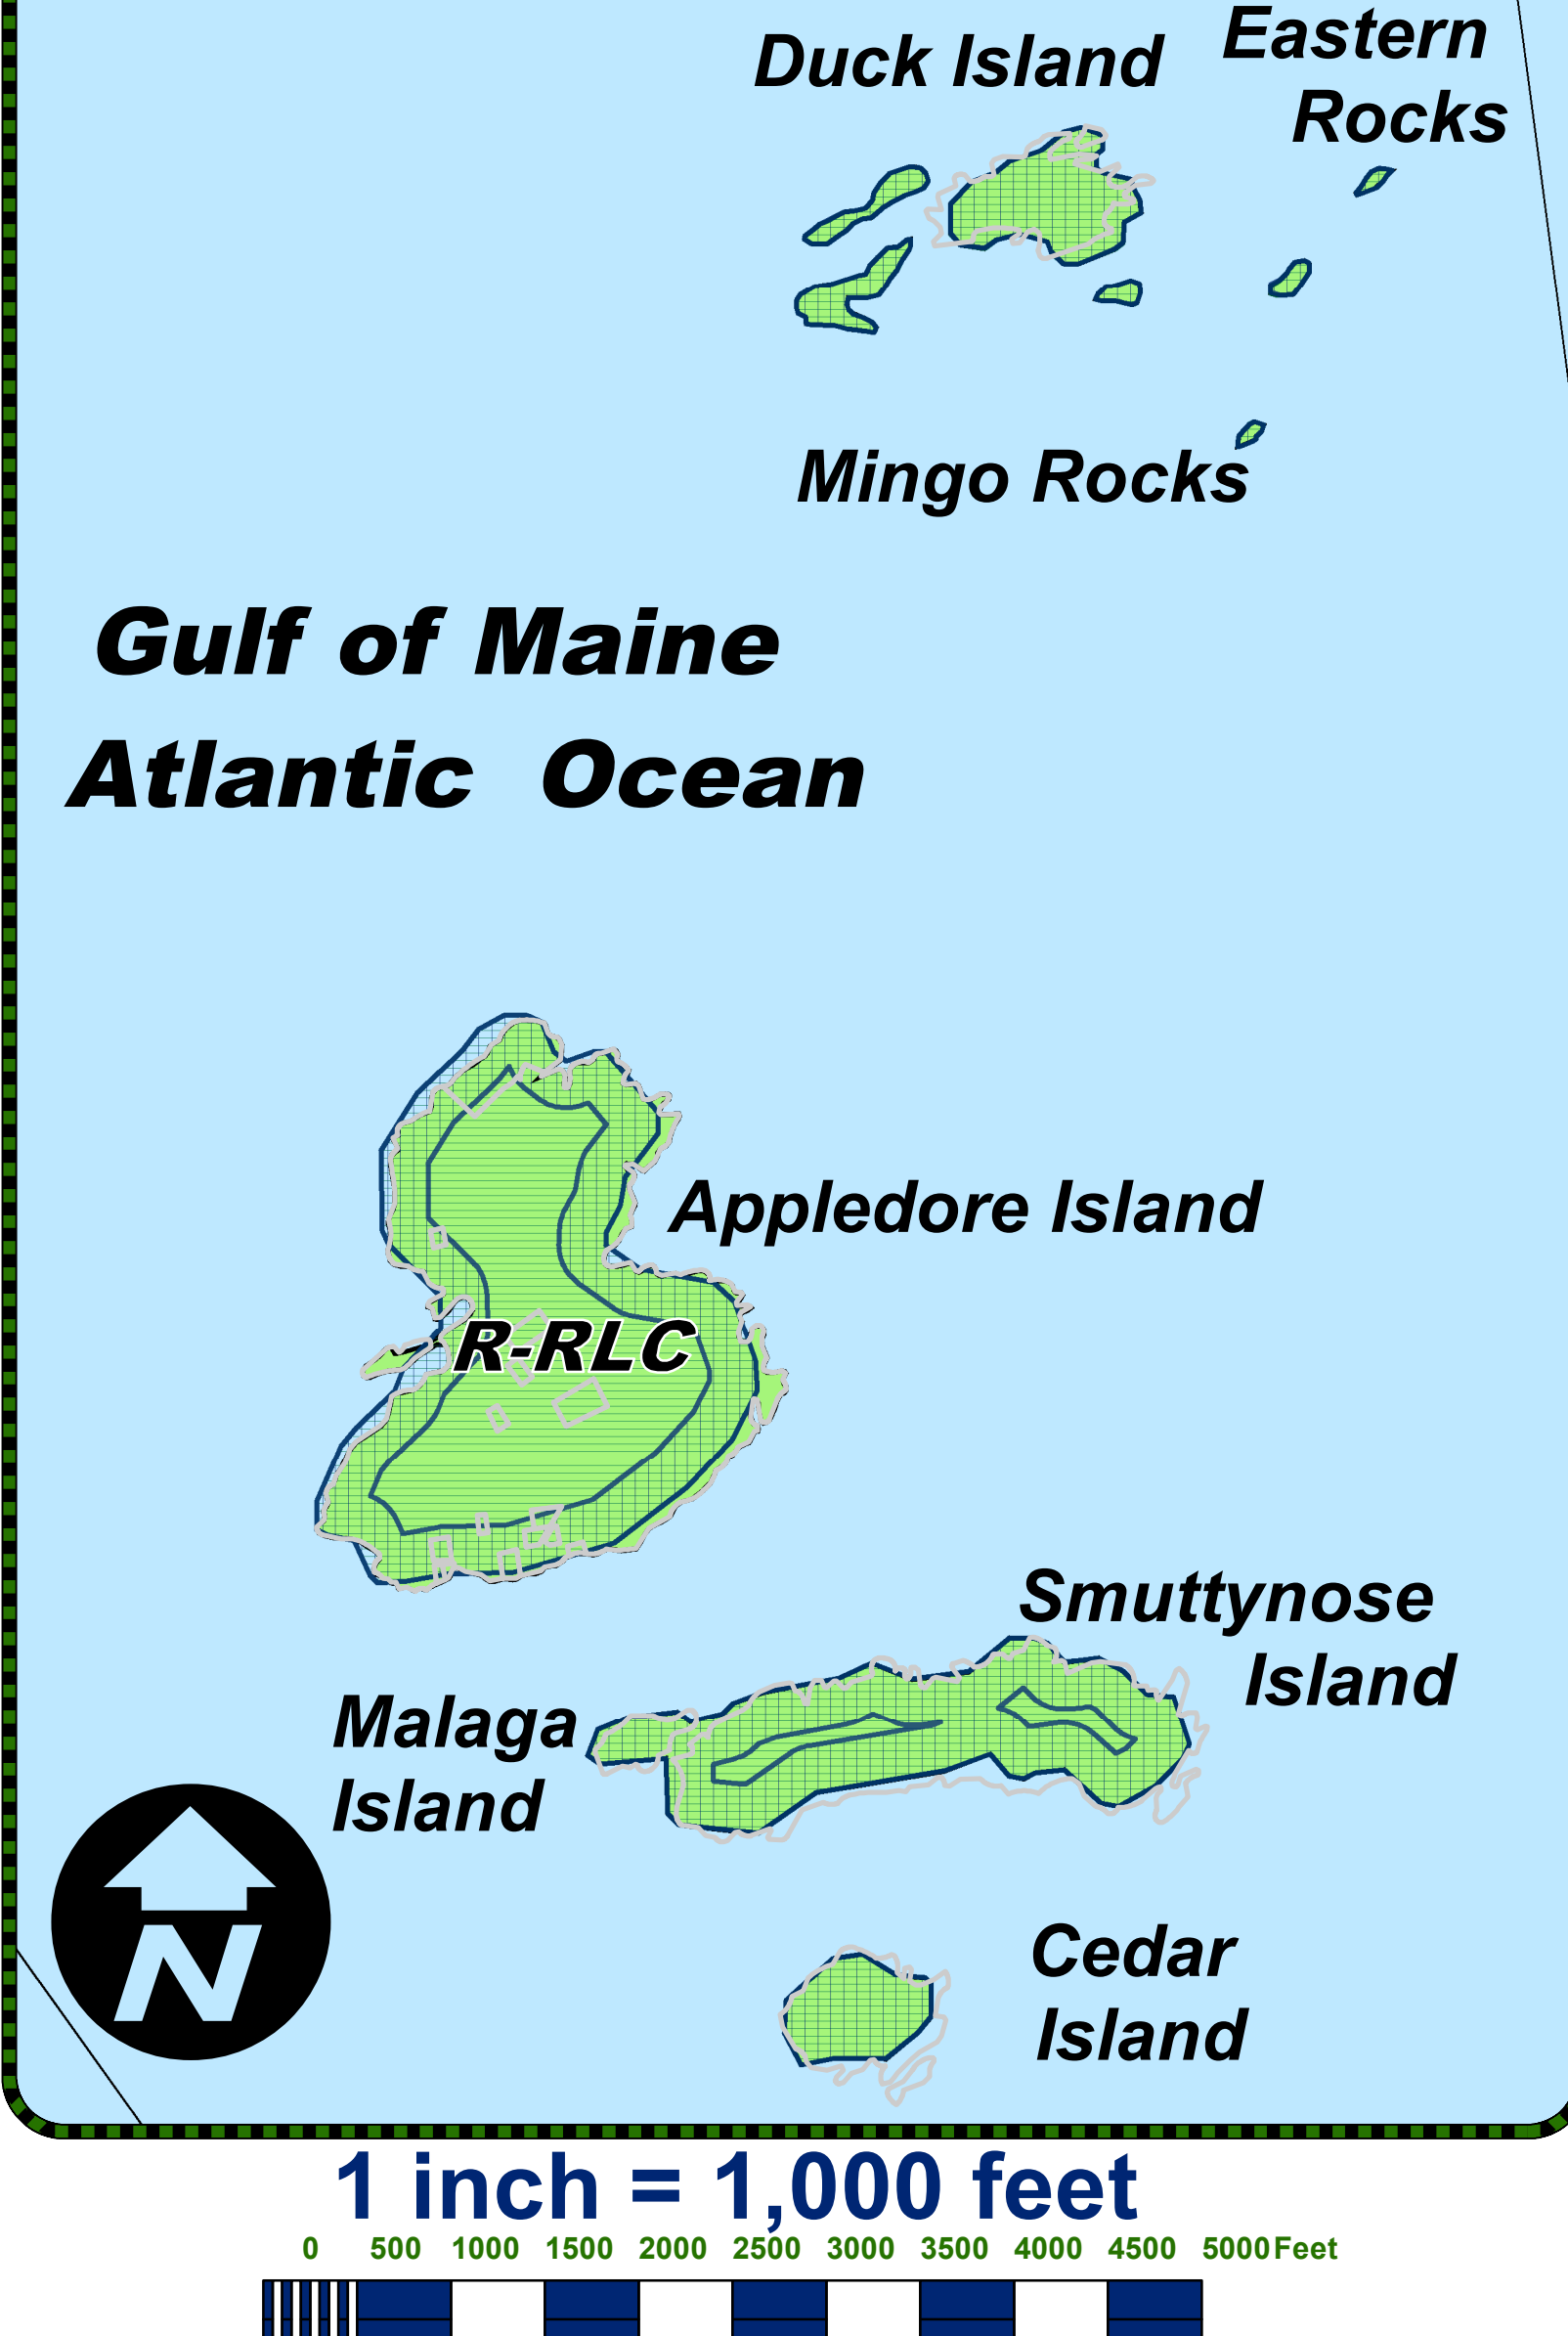 Eastern
Duck Island
Rocks
Mingo Rocks
Gulf of Maine
Atlantic Ocean
Appledore Island
R-RLC
Smuttynose
Island
Malaga
Island
N
Cedar
Island
1 inch = 1,000 feet
0 500 1000 1500 2000 2500 3000 3500 4000 4500 5000 Feet